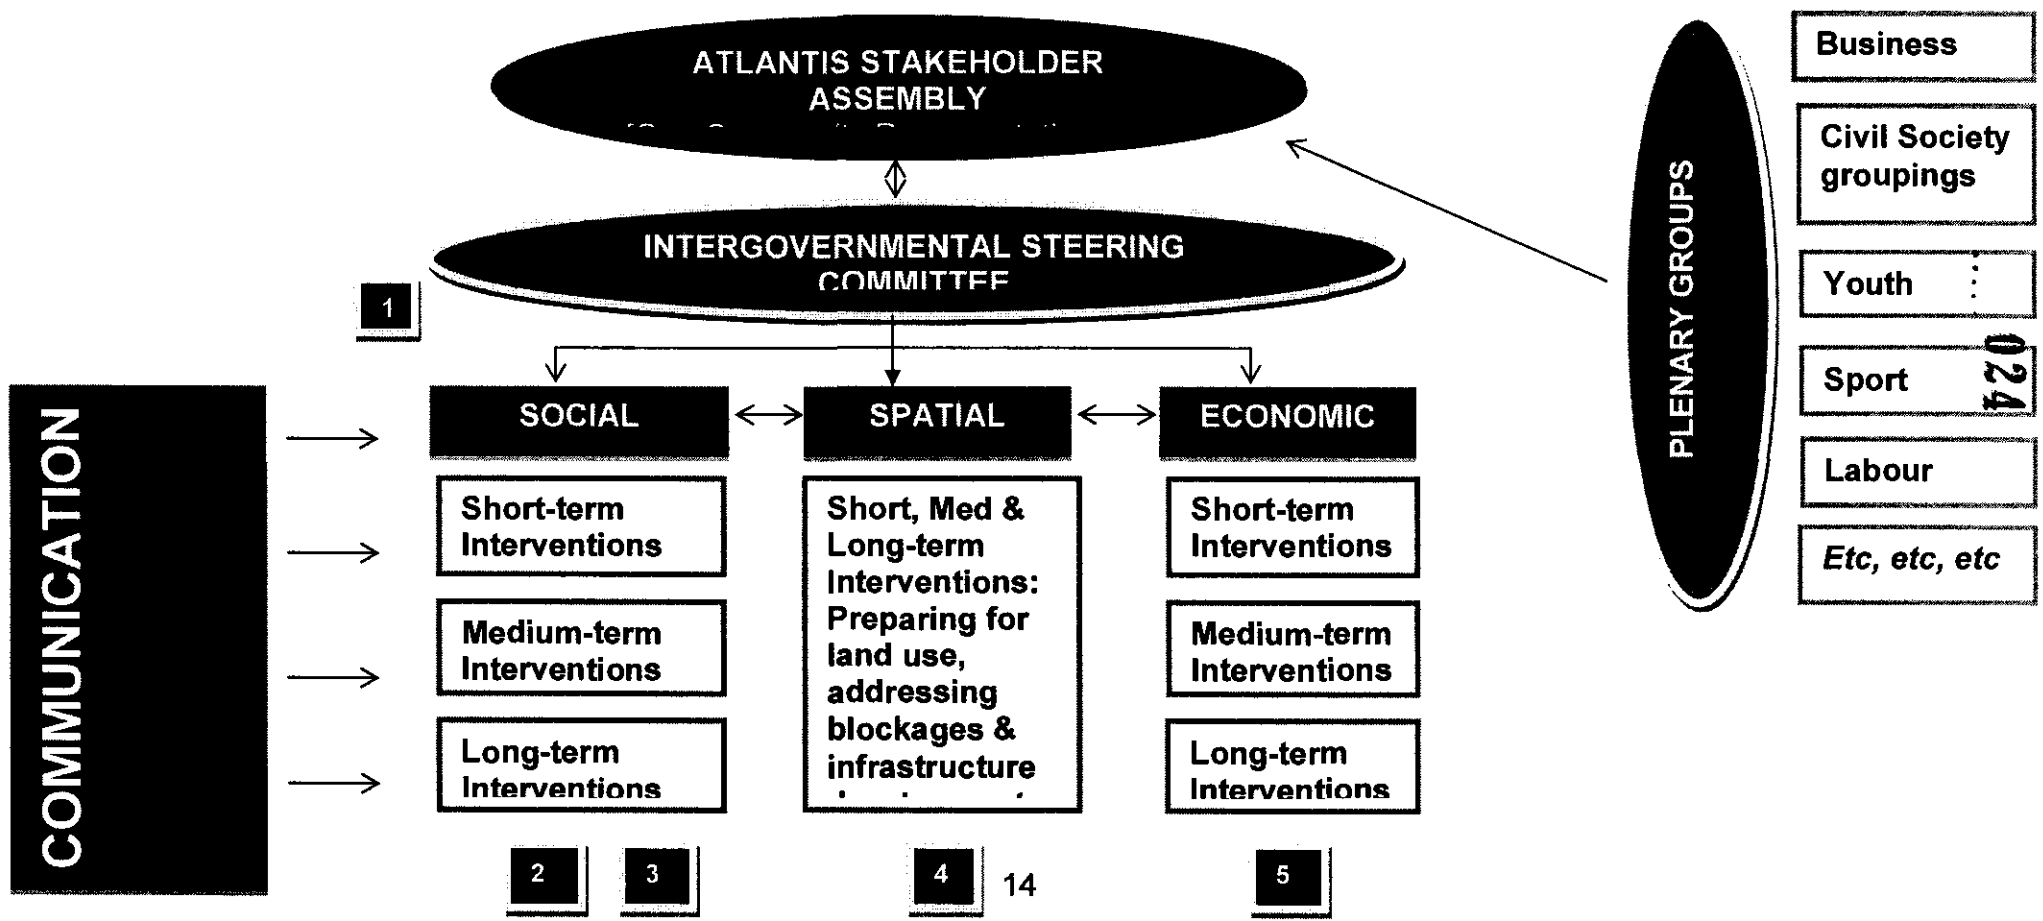 ATLANTIS STAKEHOLDER
ASSEMBLY
INTERGOVERNMENTAL STEERING
COMMITTEE
1
COMMUNICATION
SOCIAL
Short-term
Interventions
Medium-term
Interventions
Long-term
Interventions
2
3
SPATIAL
Short, Med &
Long-term
Interventions:
Preparing for
land use,
addressing
blockages &
infrastructure
4
14
ECONOMIC
Short-term
Interventions
Medium-term
Interventions
Long-term
Interventions
5
PLENARY GROUPS
Business
Civil Society
groupings
Youth
Sport
024
Labour
Etc, etc, etc